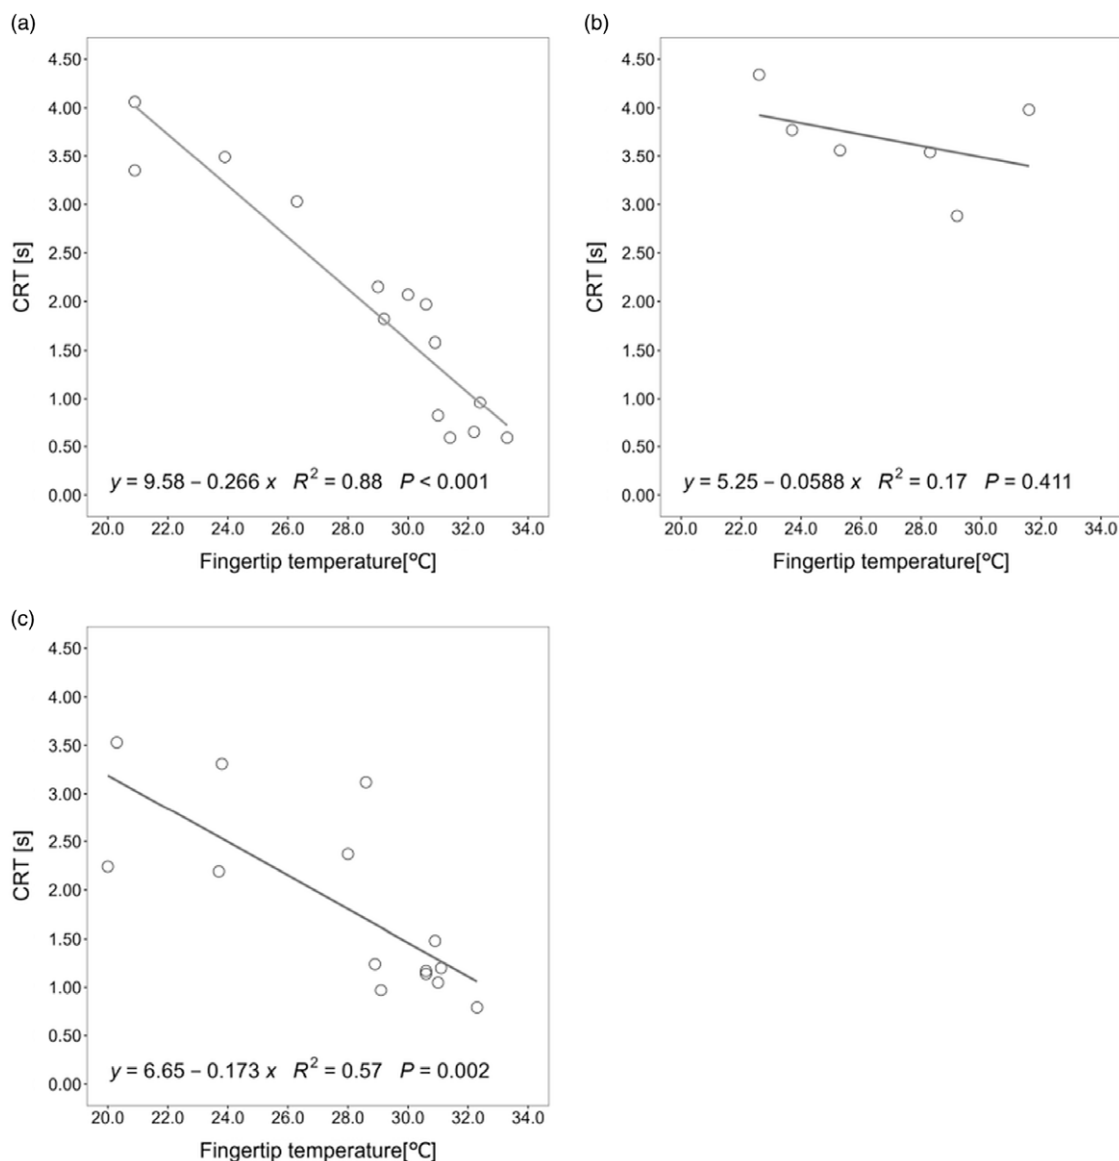 (a)
4.50
4.00
3.50
3.00
2.50
2.00
1.50
1.00
0.50
0.00
CRT [s]
y = 9.58 – 0.266 x R² = 0.88 P < 0.001
20.0 22.0 24.0 26.0 28.0 30.0 32.0 34.0
Fingertip temperature[℃]
(b)
4.50
4.00
3.50
3.00
2.50
2.00
1.50
1.00
0.50
0.00
CRT [s]
y = 5.25 – 0.0588 x R² = 0.17 P = 0.411
20.0 22.0 24.0 26.0 28.0 30.0 32.0 34.0
Fingertip temperature[℃]
(c)
4.50
4.00
3.50
3.00
2.50
2.00
1.50
1.00
0.50
0.00
CRT [s]
y = 6.65 – 0.173 x R² = 0.57 P = 0.002
20.0 22.0 24.0 26.0 28.0 30.0 32.0 34.0
Fingertip temperature[℃]